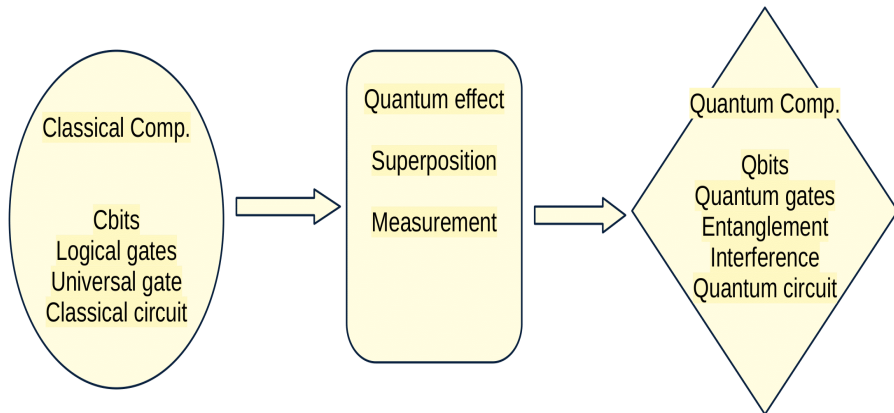 Classical Comp.
Cbits
Logical gates
Universal gate
Classical circuit
Quantum effect
Superposition
Measurement
Quantum Comp.
Qbits
Quantum gates
Entanglement
Interference
Quantum circuit